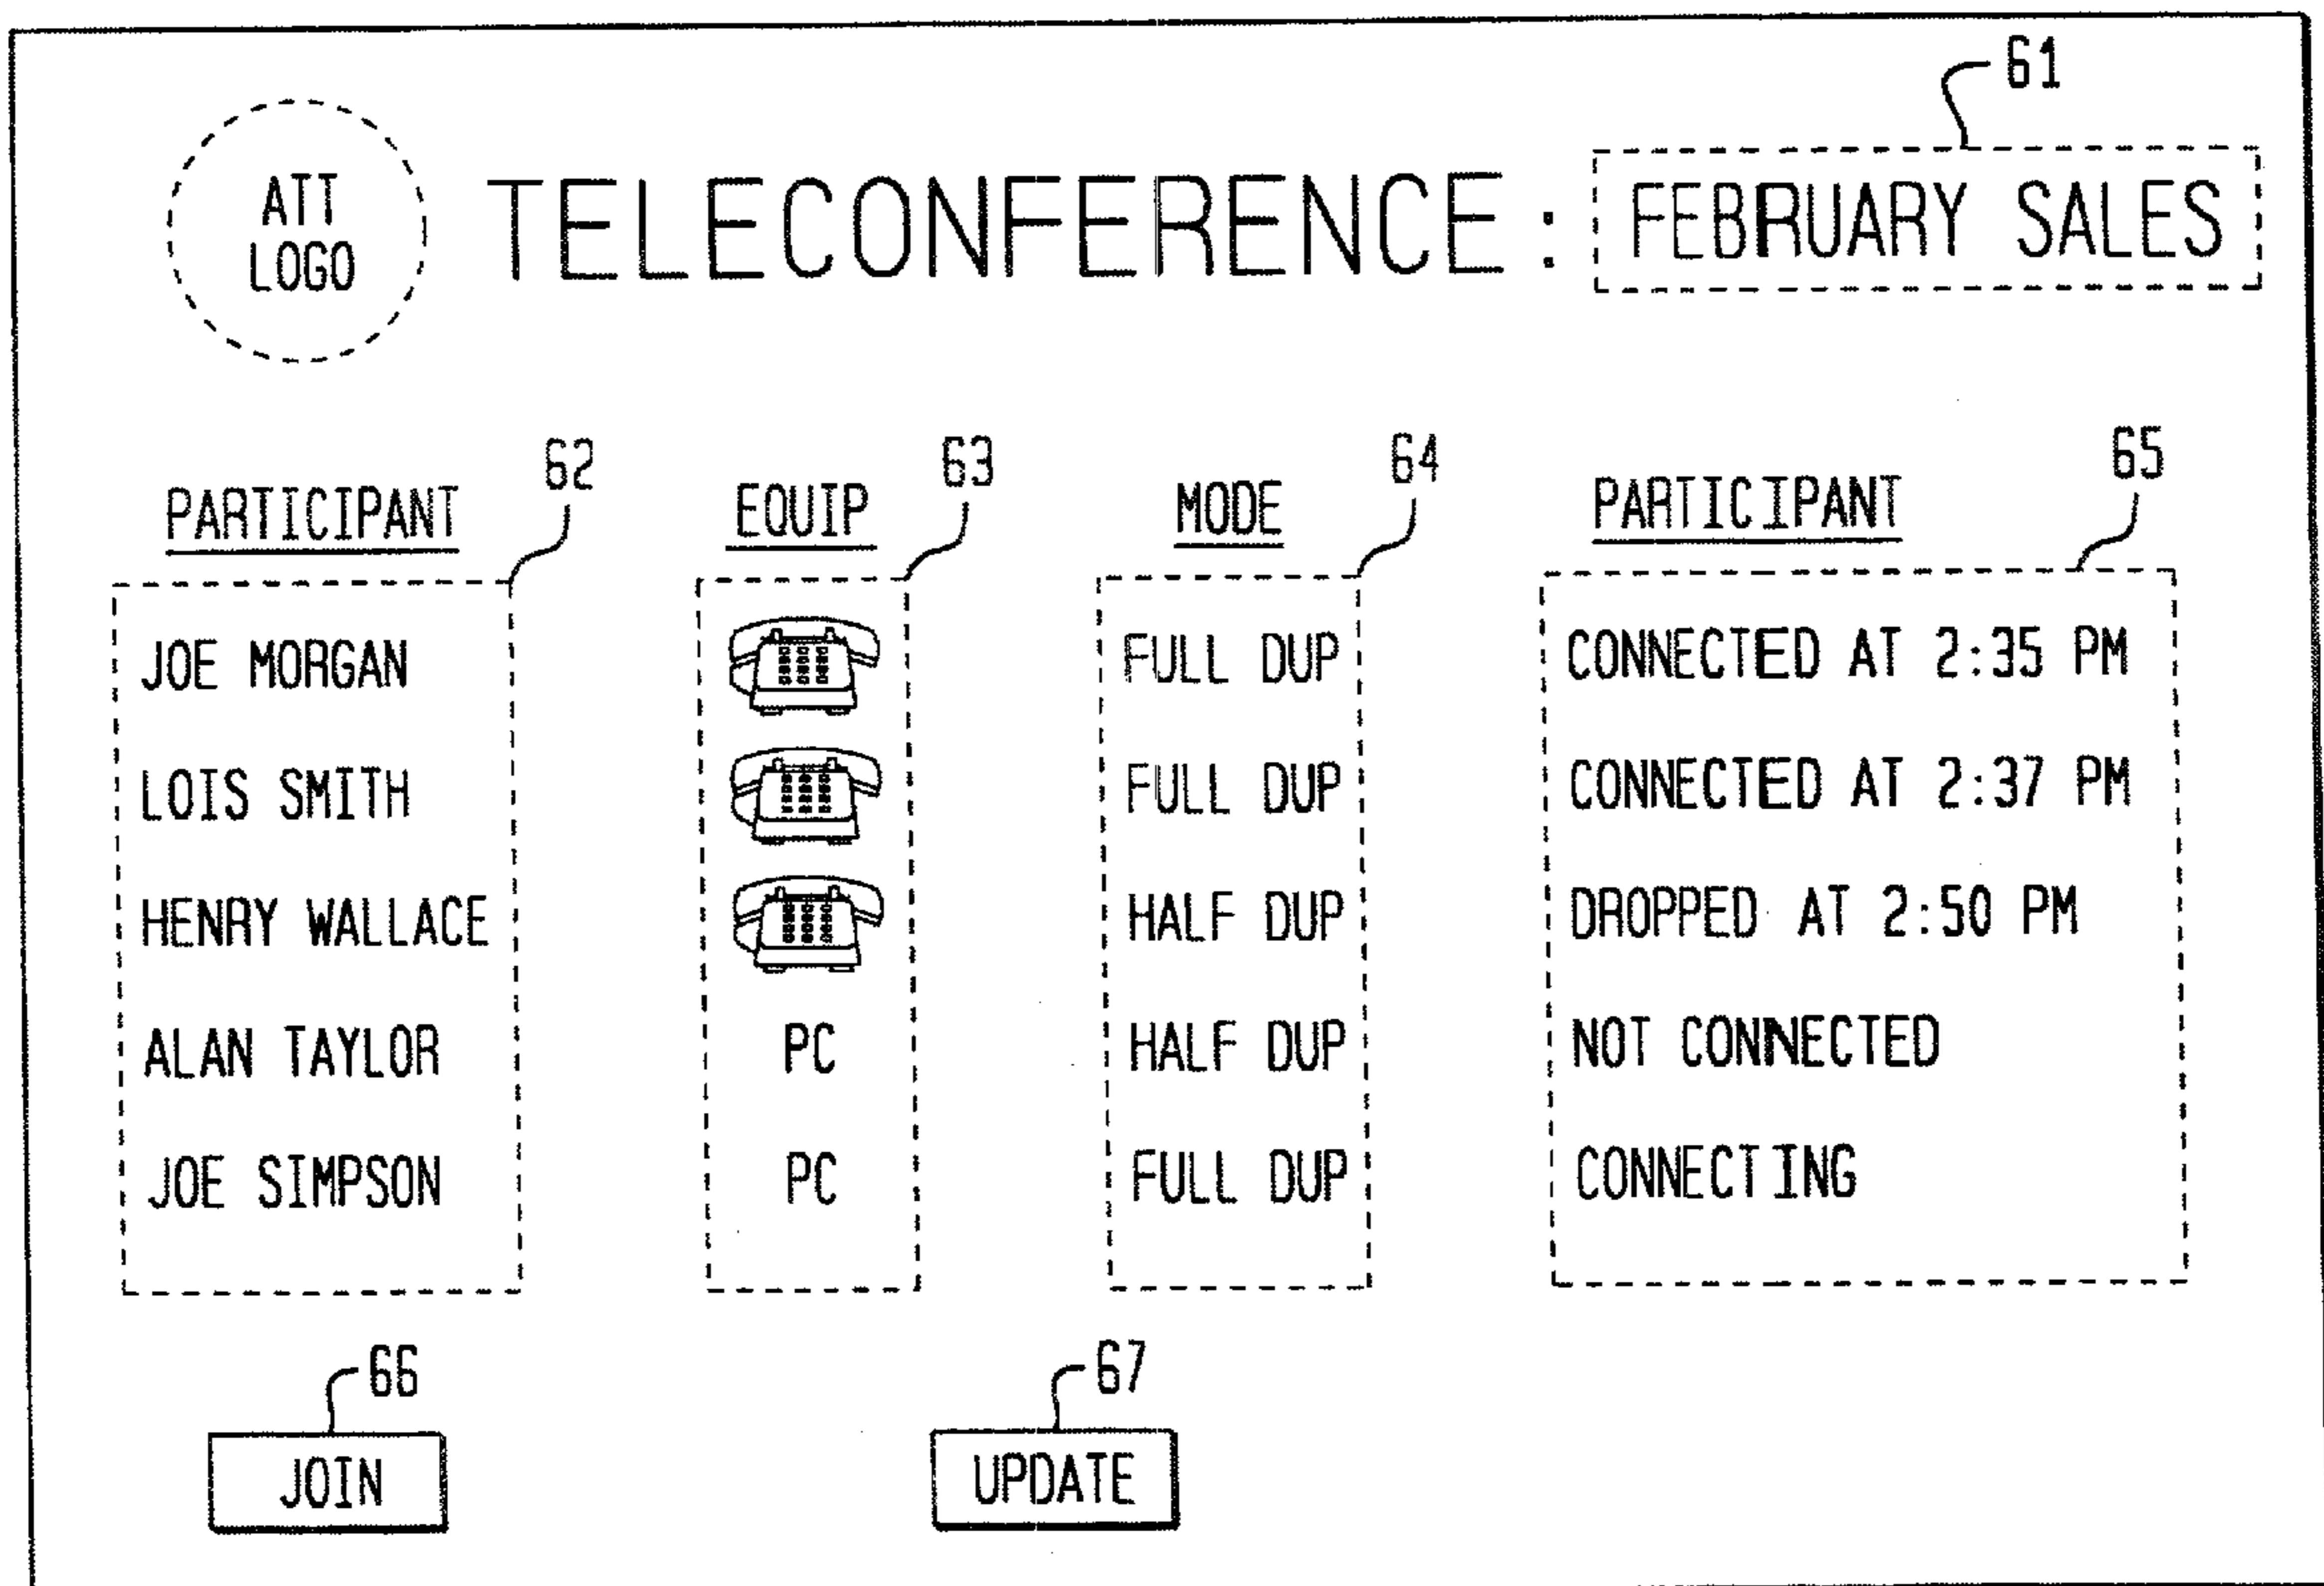 61
ATT
LOGO
TELECONFERENCE: FEBRUARY SALES
62 63 64 65
PARTICIPANT EQUIP MODE PARTICIPANT
JOE MORGAN FULL DUP CONNECTED AT 2:35 PM
LOIS SMITH FULL DUP CONNECTED AT 2:37 PM
HENRY WALLACE HALF DUP DROPPED AT 2:50 PM
ALAN TAYLOR PC HALF DUP NOT CONNECTED
JOE SIMPSON PC FULL DUP CONNECTING
66 67
JOIN UPDATE